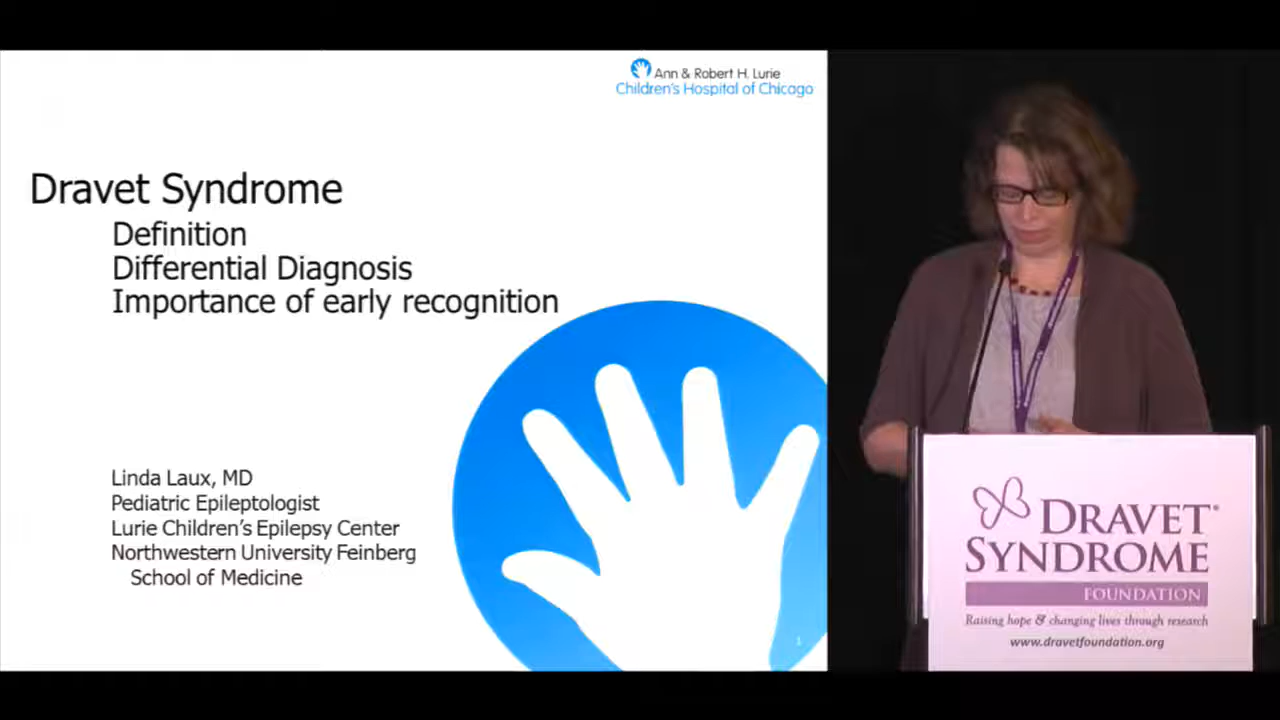 Ann & Robert H. Lurie
Children's Hospital of Chicago
Dravet Syndrome
Definition
Differential Diagnosis
Importance of early recognition
Linda Laux, MD
Pediatric Epileptologist
Lurie Children's Epilepsy Center
Northwestern University Feinberg
School of Medicine
1
DRAVET®
SYNDROME
FOUNDATION
Raising hope & changing lives through research
www.dravetfoundation.org